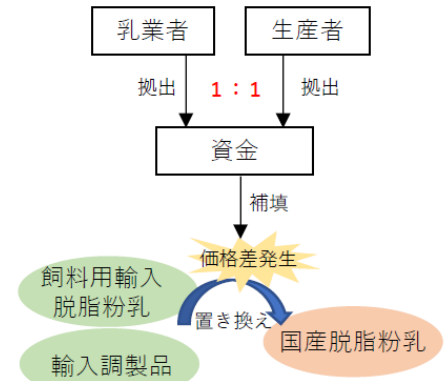 乳業者
生産者
拠出
1：1
拠出
資金
補填
価格差発生
飼料用輸入
脱脂粉乳
置き換え
国産脱脂粉乳
輸入調製品